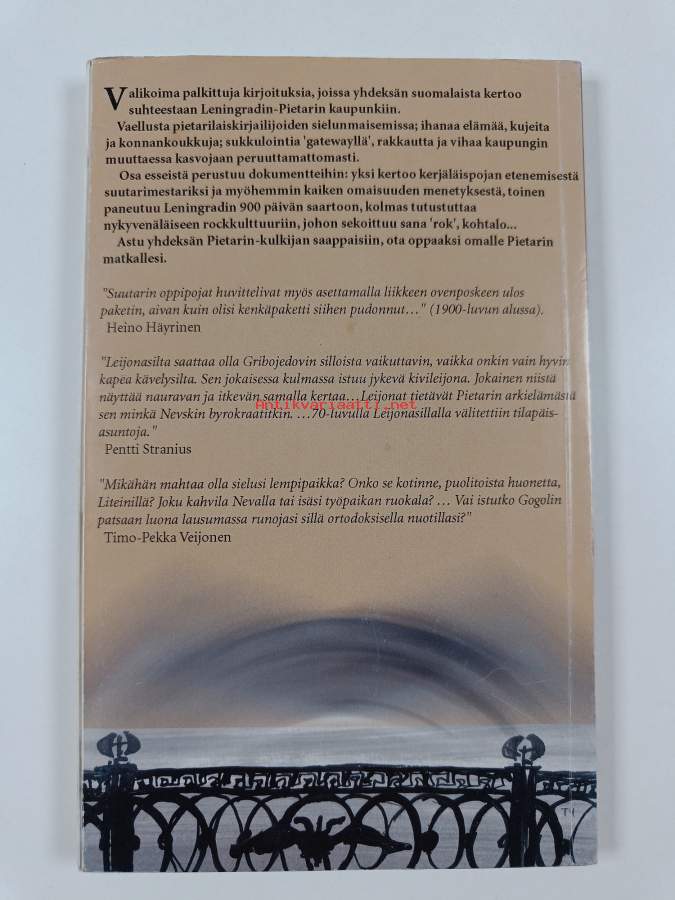 Valikoima palkittuja kirjoituksia, joissa yhdeksän suomalaista kertoo
suhteestaan Leningradin-Pietarin kaupunkiin.
Vaellusta pietarilaiskirjailijoiden sielunmaisemissa; ihanaa elämää, kujeita
ja konnankoukkuja; sukkulointia 'gatewayllä', rakkautta ja vihaa kaupungin
muuttaessa kasvojaan peruuttamattomasti.
Osa esseistä perustuu dokumentteihin: yksi kertoo kerjäläispojan etenemisestä
suutarimestariksi ja myöhemmin kaiken omaisuuden menetyksestä, toinen
paneutuu Leningradin 900 päivän saartoon, kolmas tutustuttaa
nykyvenäläiseen rockkulttuuriin, johon sekoittuu sana 'rok', kohtalo...
Astu yhdeksän Pietarin-kulkijan saappaisiin, ota oppaaksi omalle Pietarin
matkallesi.
"Suutarin oppipojat huvittelivat myös asettamalla liikkeen ovenposkeen ulos
paketin, aivan kuin olisi kenkäpaketti siihen pudonnut…" (1900-luvun alussa).
Heino Häyrinen
"Leijonasilta saattaa olla Gribojedovin silloista vaikuttavin, vaikka onkin vain hyvin
kapea kävelysilta. Sen jokaisessa kulmassa istuu jykevä kivileijona. Jokainen niistä
näyttää nauravan ja itkevän samalla kertaa…Leijonat tietävät Pietarin arkielämästä
Antikvariaatti.net
sen minkä Nevskin byrokraatitkin. …70-luvulla Leijonasillalla välitettiin tilapäis-
asuntoja."
Pentti Stranius
"Mikähän mahtaa olla sielusi lempipaikka? Onko se kotinne, puolitoista huonetta,
Liteinillä? Joku kahvila Nevalla tai isäsi työpaikan ruokala? … Vai istutko Gogolin
patsaan luona lausumassa runojasi sillä ortodoksisella nuotillasi?"
Timo-Pekka Veijonen